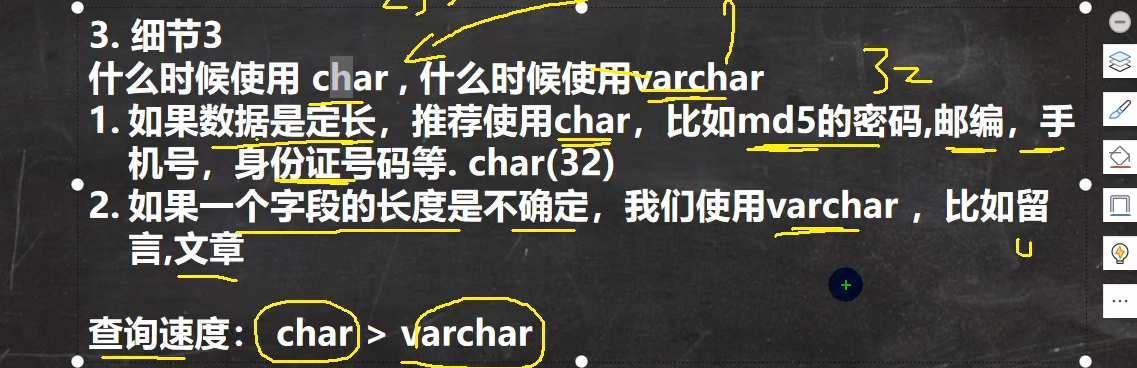 3. 细节3
什么时候使用 char , 什么时候使用varchar
32
1. 如果数据是定长，推荐使用char，比如md5的密码,邮编，手
机号，身份证号码等. char(32)
2. 如果一个字段的长度是不确定，我们使用varchar ，比如留
言,文章
查询速度： char > varchar